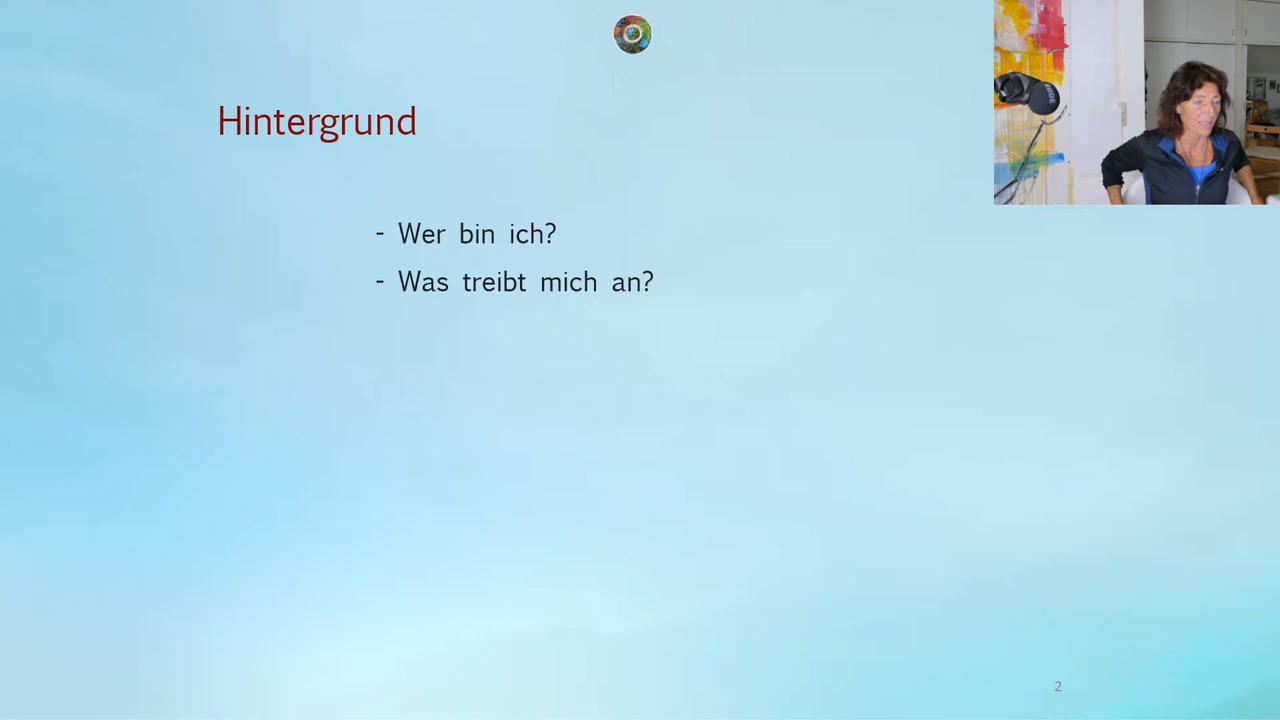 Hintergrund
- Wer bin ich?
- Was treibt mich an?
2